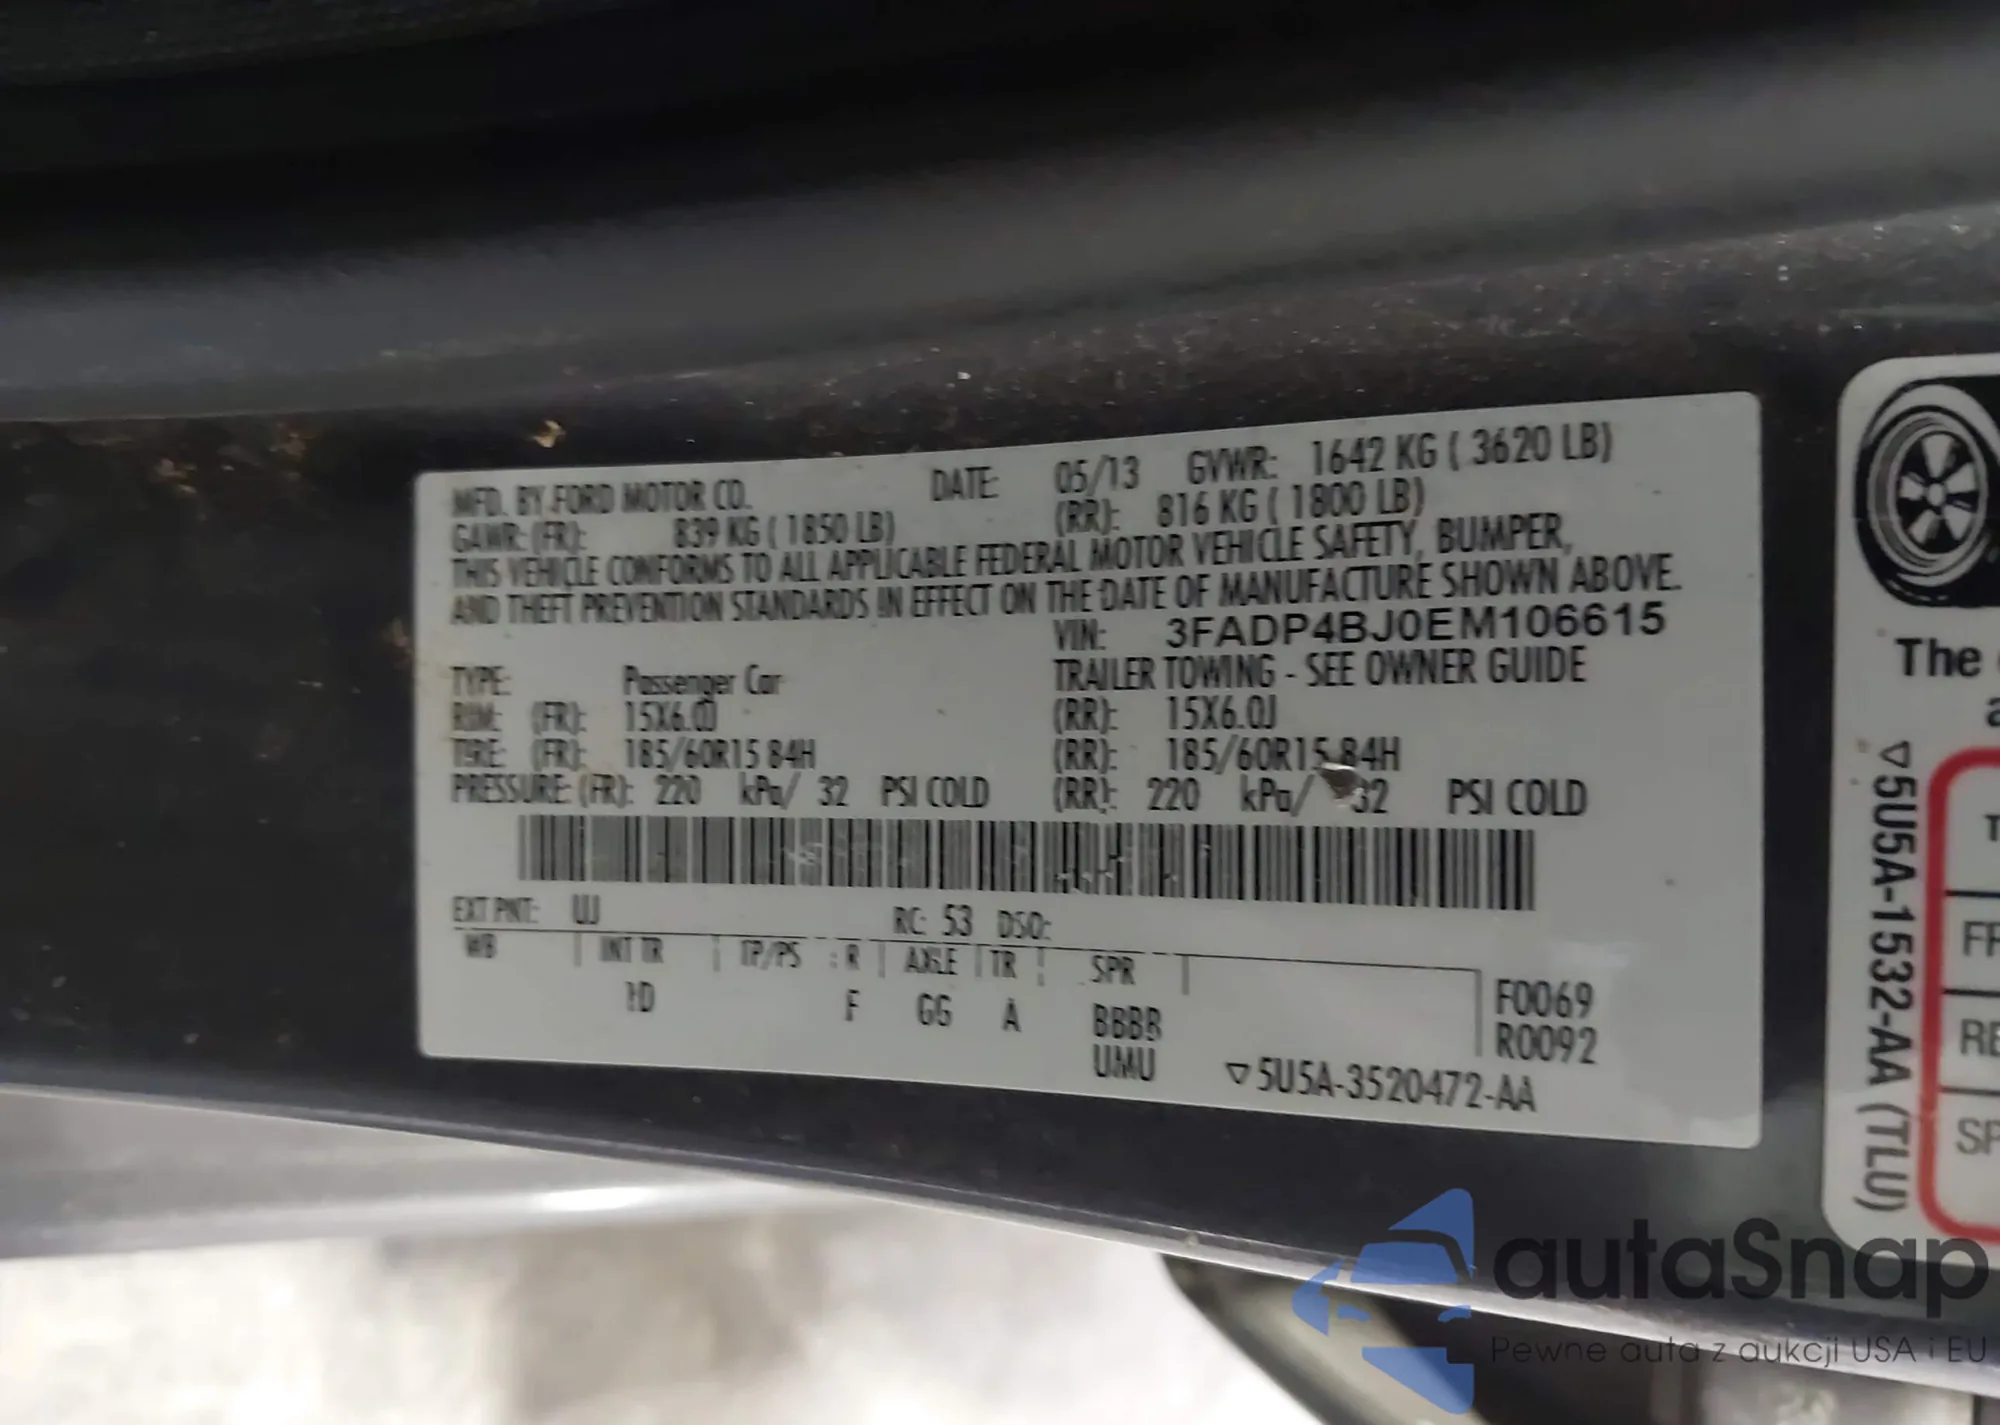 MFD. BY FORD MOTOR CO. DATE: 05/13 GVWR: 1642 KG ( 3620 LB)
GAWR: (FR): 839 KG ( 1850 LB) (RR): 816 KG ( 1800 LB)
THIS VEHICLE CONFORMS TO ALL APPLICABLE FEDERAL MOTOR VEHICLE SAFETY, BUMPER,
AND THEFT PREVENTION STANDARDS IN EFFECT ON THE DATE OF MANUFACTURE SHOWN ABOVE.
VIN: 3FADP4BJ0EM106615
TYPE: Passenger Car TRAILER TOWING - SEE OWNER GUIDE
RIM: (FR): 15X6.0J (RR): 15X6.0J
TIRE: (FR): 185/60R15 84H (RR): 185/60R15 84H
PRESSURE: (FR): 220 kPa/ 32 PSI COLD (RR): 220 kPa/ 32 PSI COLD
EXT PNT: UJ RC: 53 DSO:
WB INT TR TP/PS R AXLE TR SPR
F GG A BBBB
UMU
F0069
R0092
▽5U5A-3520472-AA
The
▽5U5A-1532-AA (TLU)
FR
RE
SP
autaSnap
Pewne auta z aukcji USA i EU